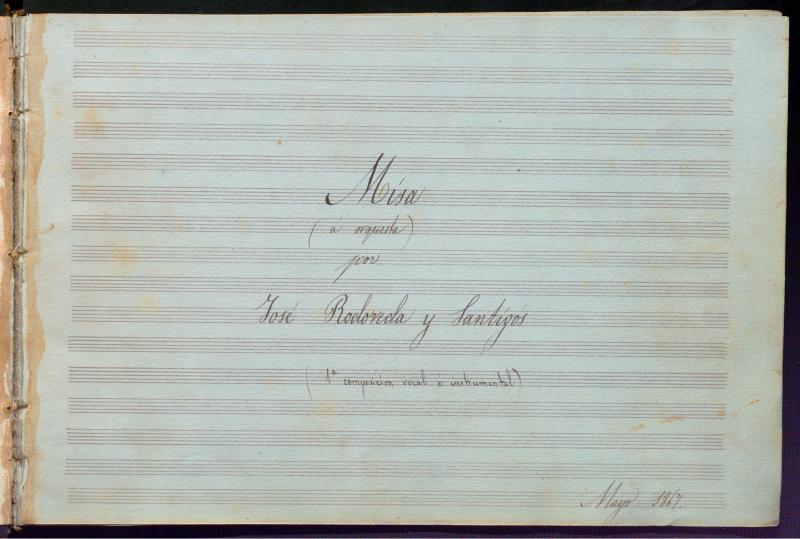 Misa
(á orquesta)
por
José Rodoreda y Santigós
(1ª composicion vocal é instrumental)
Mayo 1867.